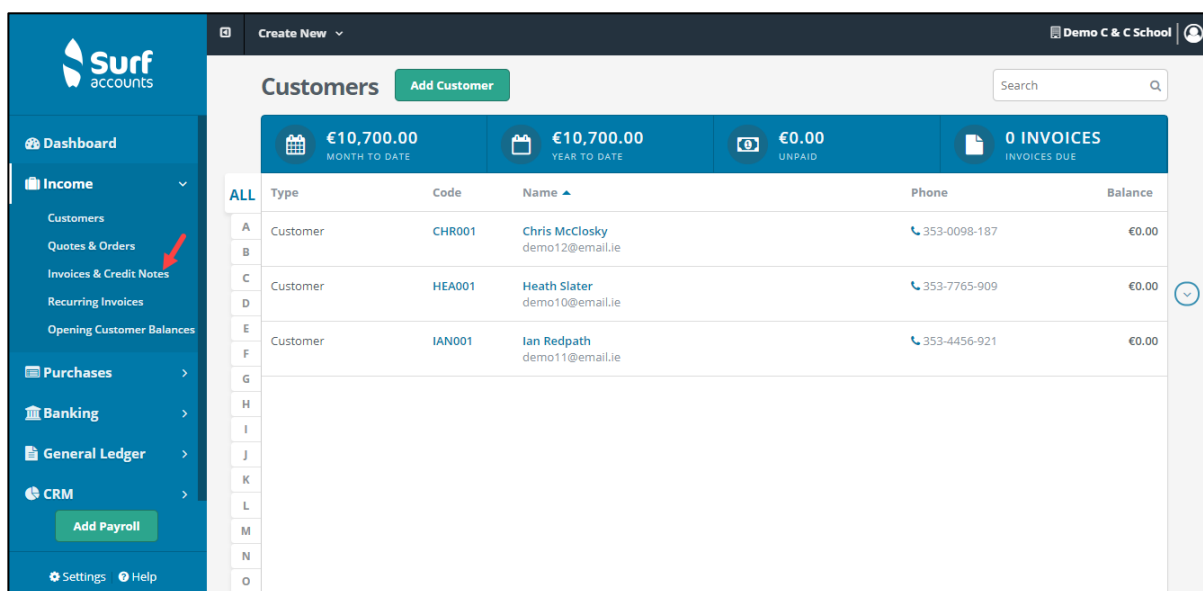 Surf
accounts
Create New
Demo C & C School
Customers
Add Customer
Search
Dashboard
Income
Customers
Quotes & Orders
Invoices & Credit Notes
Recurring Invoices
Opening Customer Balances
Purchases
Banking
General Ledger
CRM
Add Payroll
Settings Help
€10,700.00
MONTH TO DATE
€10,700.00
YEAR TO DATE
€0.00
UNPAID
0 INVOICES
INVOICES DUE
ALL
A
B
C
D
E
F
G
H
I
J
K
L
M
N
O
Type Code Name Phone Balance
Customer CHR001 Chris McClosky 353-0098-187 €0.00
demo12@email.ie
Customer HEA001 Heath Slater 353-7765-909 €0.00
demo10@email.ie
Customer IAN001 Ian Redpath 353-4456-921 €0.00
demo11@email.ie